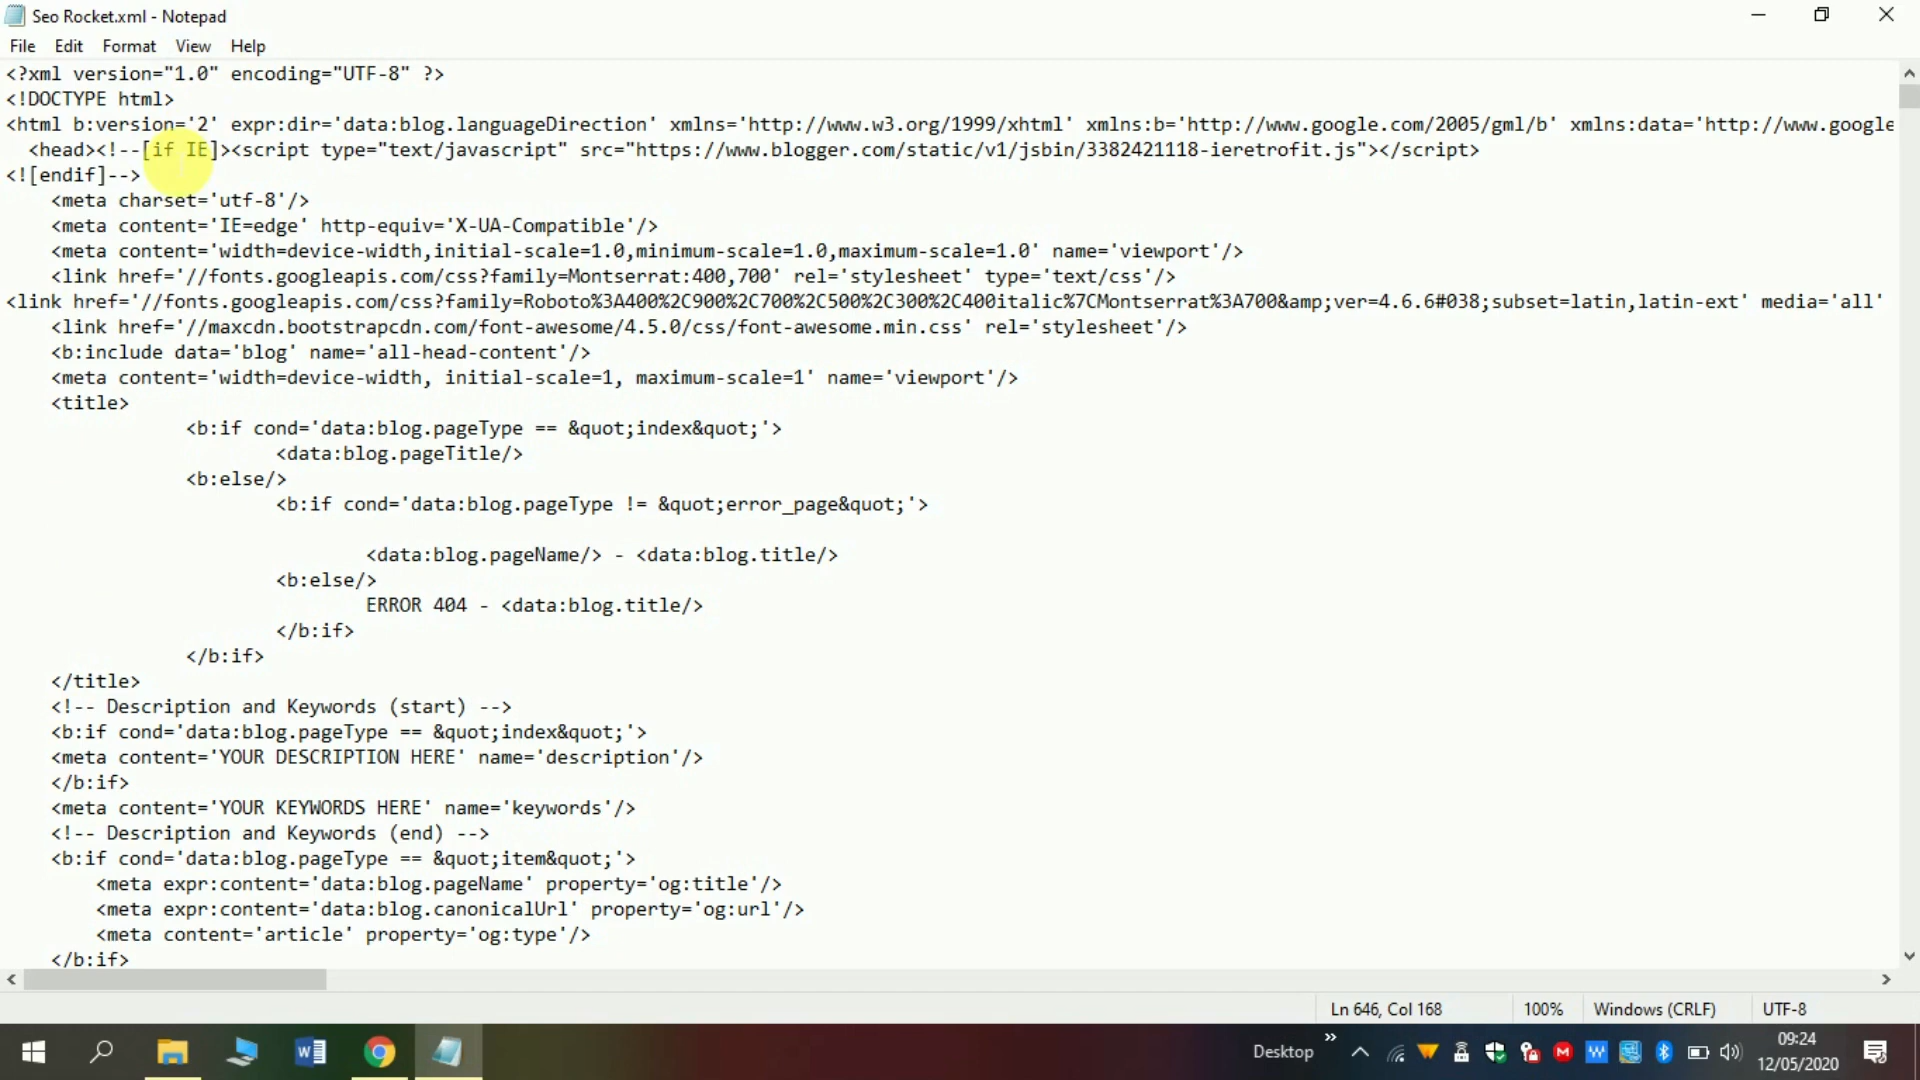 Seo Rocket.xml - Notepad
File Edit Format View Help
<?xml version="1.0" encoding="UTF-8" ?>
<!DOCTYPE html>
<html b:version='2' expr:dir='data:blog.languageDirection' xmlns='http://www.w3.org/1999/xhtml' xmlns:b='http://www.google.com/2005/gml/b' xmlns:data='http://www.google
<head><!--[if IE]><script type="text/javascript" src="https://www.blogger.com/static/v1/jsbin/3382421118-ieretrofit.js"></script>
<![endif]-->
<meta charset='utf-8'/>
<meta content='IE=edge' http-equiv='X-UA-Compatible'/>
<meta content='width=device-width,initial-scale=1.0,minimum-scale=1.0,maximum-scale=1.0' name='viewport'/>
<link href='//fonts.googleapis.com/css?family=Montserrat:400,700' rel='stylesheet' type='text/css'/>
<link href='//fonts.googleapis.com/css?family=Roboto%3A400%2C900%2C700%2C500%2C300%2C400italic%7CMontserrat%3A700&amp;ver=4.6.6#038;subset=latin,latin-ext' media='all'
<link href='//maxcdn.bootstrapcdn.com/font-awesome/4.5.0/css/font-awesome.min.css' rel='stylesheet'/>
<b:include data='blog' name='all-head-content'/>
<meta content='width=device-width, initial-scale=1, maximum-scale=1' name='viewport'/>
<title>
<b:if cond='data:blog.pageType == &quot;index&quot;'>
<data:blog.pageTitle/>
<b:else/>
<b:if cond='data:blog.pageType != &quot;error_page&quot;'>
<data:blog.pageName/> - <data:blog.title/>
<b:else/>
ERROR 404 - <data:blog.title/>
</b:if>
</b:if>
</title>
<!-- Description and Keywords (start) -->
<b:if cond='data:blog.pageType == &quot;index&quot;'>
<meta content='YOUR DESCRIPTION HERE' name='description'/>
</b:if>
<meta content='YOUR KEYWORDS HERE' name='keywords'/>
<!-- Description and Keywords (end) -->
<b:if cond='data:blog.pageType == &quot;item&quot;'>
<meta expr:content='data:blog.pageName' property='og:title'/>
<meta expr:content='data:blog.canonicalUrl' property='og:url'/>
<meta content='article' property='og:type'/>
</b:if>
Ln 646, Col 168 100% Windows (CRLF) UTF-8
Desktop 09:24
12/05/2020